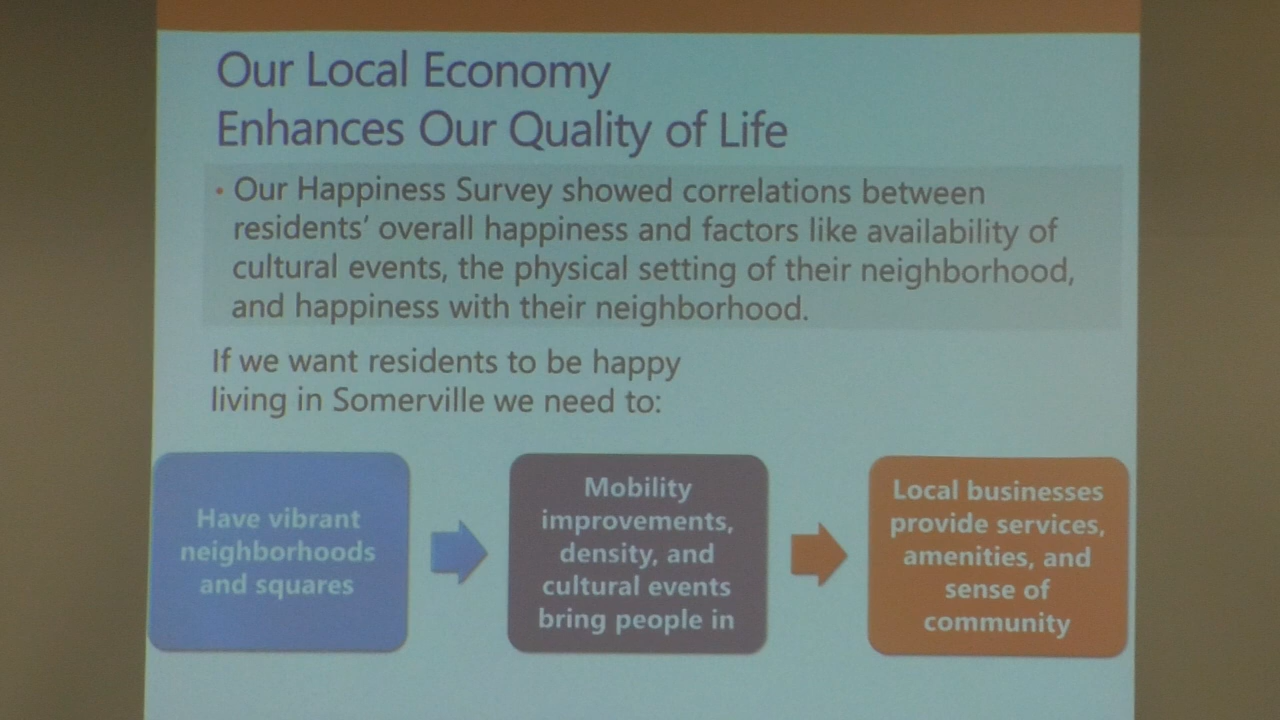 Our Local Economy
Enhances Our Quality of Life
• Our Happiness Survey showed correlations between
residents' overall happiness and factors like availability of
cultural events, the physical setting of their neighborhood,
and happiness with their neighborhood.
If we want residents to be happy
living in Somerville we need to:
Have vibrant
neighborhoods
and squares
Mobility
improvements,
density, and
cultural events
bring people in
Local businesses
provide services,
amenities, and
sense of
community